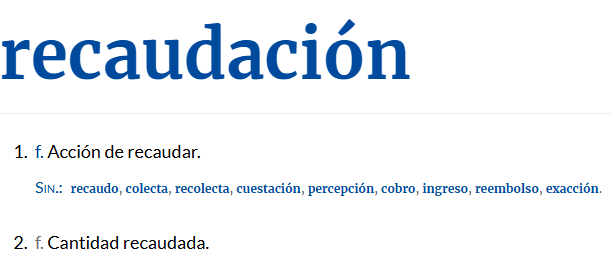 recaudación
1. f. Acción de recaudar.
Sin.: recaudo, colecta, recolecta, cuestación, percepción, cobro, ingreso, reembolso, exacción.
2. f. Cantidad recaudada.